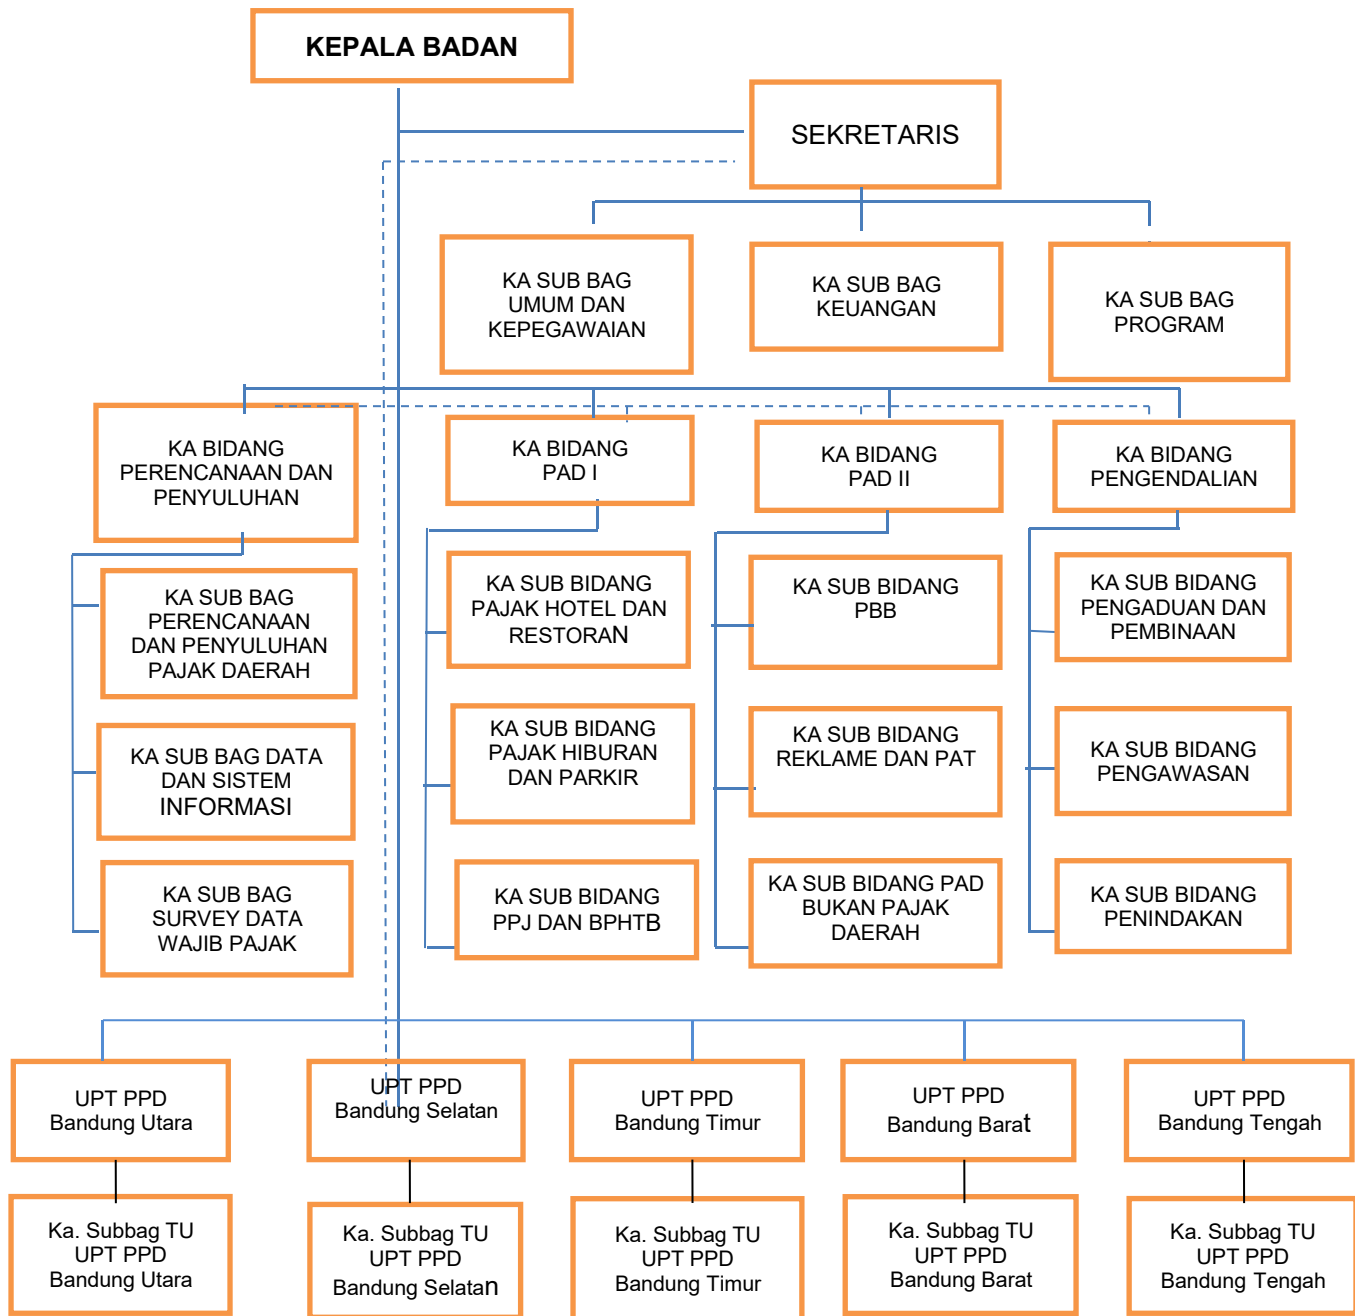 KEPALA BADAN
SEKRETARIS
KA SUB BAG
UMUM DAN
KEPEGAWAIAN
KA SUB BAG
KEUANGAN
KA SUB BAG
PROGRAM
KA BIDANG
PERENCANAAN DAN
PENYULUHAN
KA BIDANG
PAD I
KA BIDANG
PAD II
KA BIDANG
PENGENDALIAN
KA SUB BAG
PERENCANAAN
DAN PENYULUHAN
PAJAK DAERAH
KA SUB BIDANG
PAJAK HOTEL DAN
RESTORAN
KA SUB BIDANG
PBB
KA SUB BIDANG
PENGADUAN DAN
PEMBINAAN
KA SUB BAG DATA
DAN SISTEM
INFORMASI
KA SUB BIDANG
PAJAK HIBURAN
DAN PARKIR
KA SUB BIDANG
REKLAME DAN PAT
KA SUB BIDANG
PENGAWASAN
KA SUB BAG
SURVEY DATA
WAJIB PAJAK
KA SUB BIDANG
PPJ DAN BPHTB
KA SUB BIDANG PAD
BUKAN PAJAK
DAERAH
KA SUB BIDANG
PENINDAKAN
UPT PPD
Bandung Utara
UPT PPD
Bandung Selatan
UPT PPD
Bandung Timur
UPT PPD
Bandung Barat
UPT PPD
Bandung Tengah
Ka. Subbag TU
UPT PPD
Bandung Utara
Ka. Subbag TU
UPT PPD
Bandung Selatan
Ka. Subbag TU
UPT PPD
Bandung Timur
Ka. Subbag TU
UPT PPD
Bandung Barat
Ka. Subbag TU
UPT PPD
Bandung Tengah